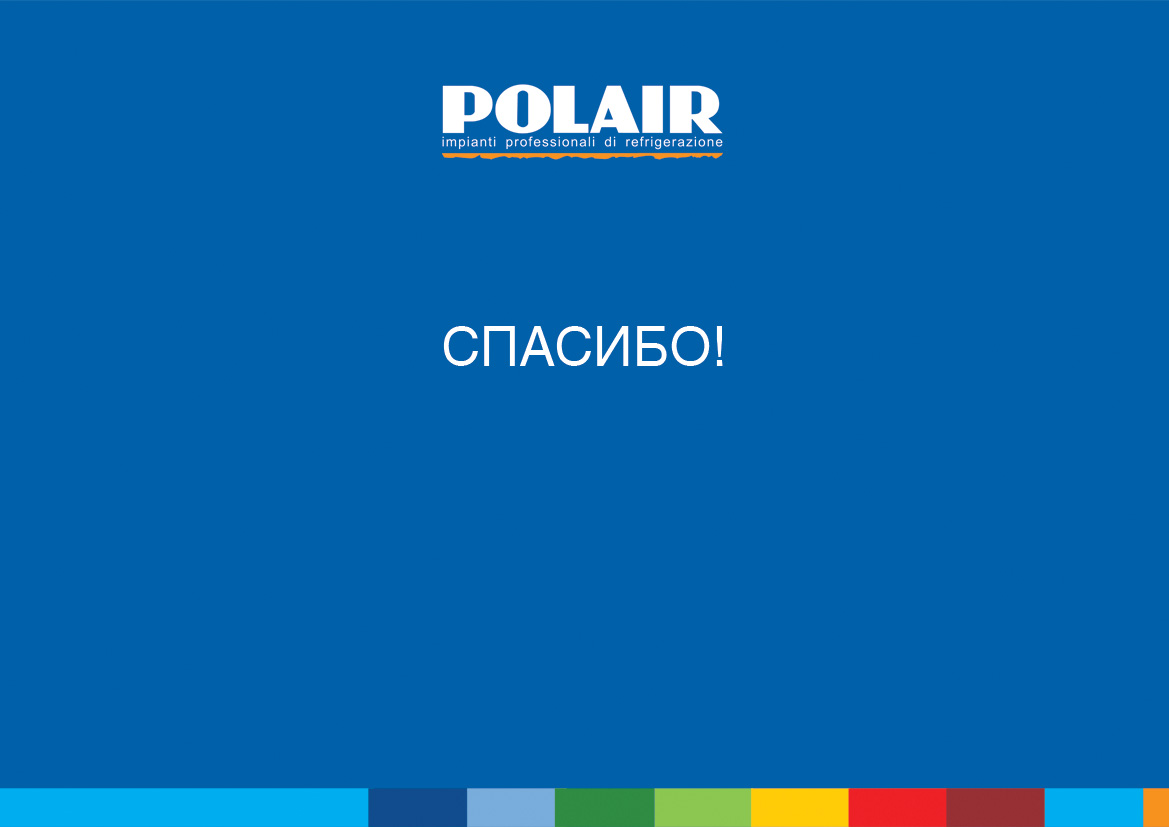 POLAIR
impianti professionali di refrigerazione
СПАСИБО!